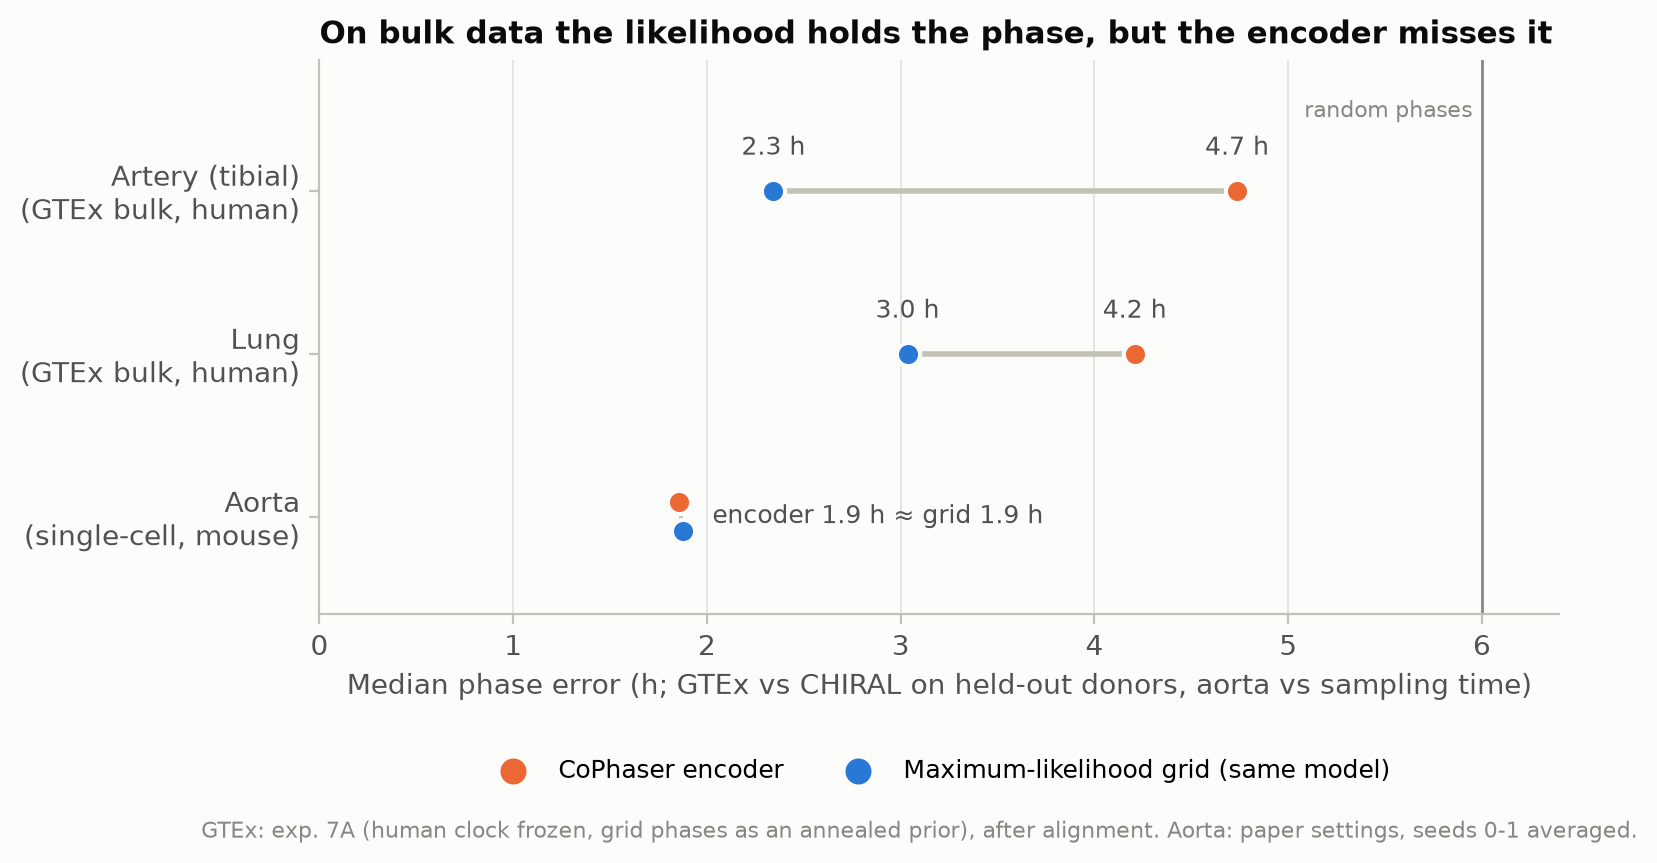 On bulk data the likelihood holds the phase, but the encoder misses it
random phases
2.3 h
4.7 h
Artery (tibial)
(GTEx bulk, human)
3.0 h
4.2 h
Lung
(GTEx bulk, human)
Aorta
(single-cell, mouse)
encoder 1.9 h ≈ grid 1.9 h
0 1 2 3 4 5 6
Median phase error (h; GTEx vs CHIRAL on held-out donors, aorta vs sampling time)
CoPhaser encoder
Maximum-likelihood grid (same model)
GTEx: exp. 7A (human clock frozen, grid phases as an annealed prior), after alignment. Aorta: paper settings, seeds 0-1 averaged.